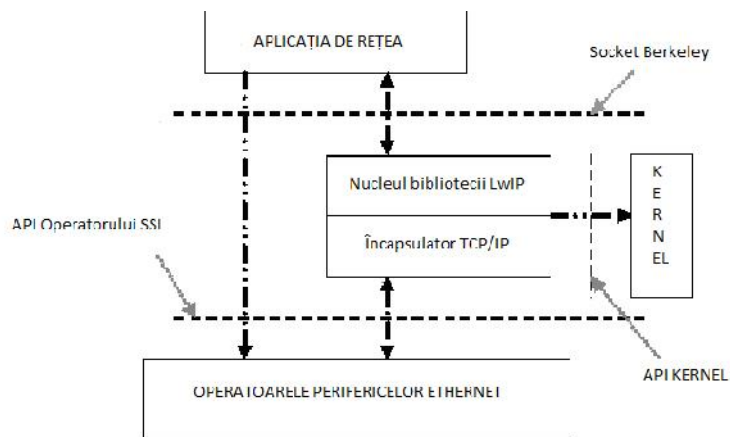 APLICAȚIA DE REȚEA
Socket Berkeley
Nucleul bibliotecii LwIP
Încapsulator TCP/IP
K
E
R
N
EL
API Operatorului SSI
API KERNEL
OPERATOARELE PERIFERICELOR ETHERNET